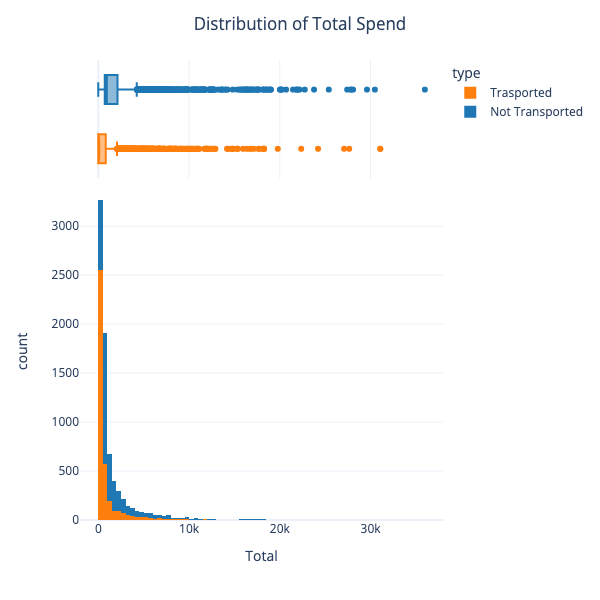 Distribution of Total Spend
type
Trasported
Not Transported
3000
2500
2000
1500
1000
500
0
count
0 10k 20k 30k
Total